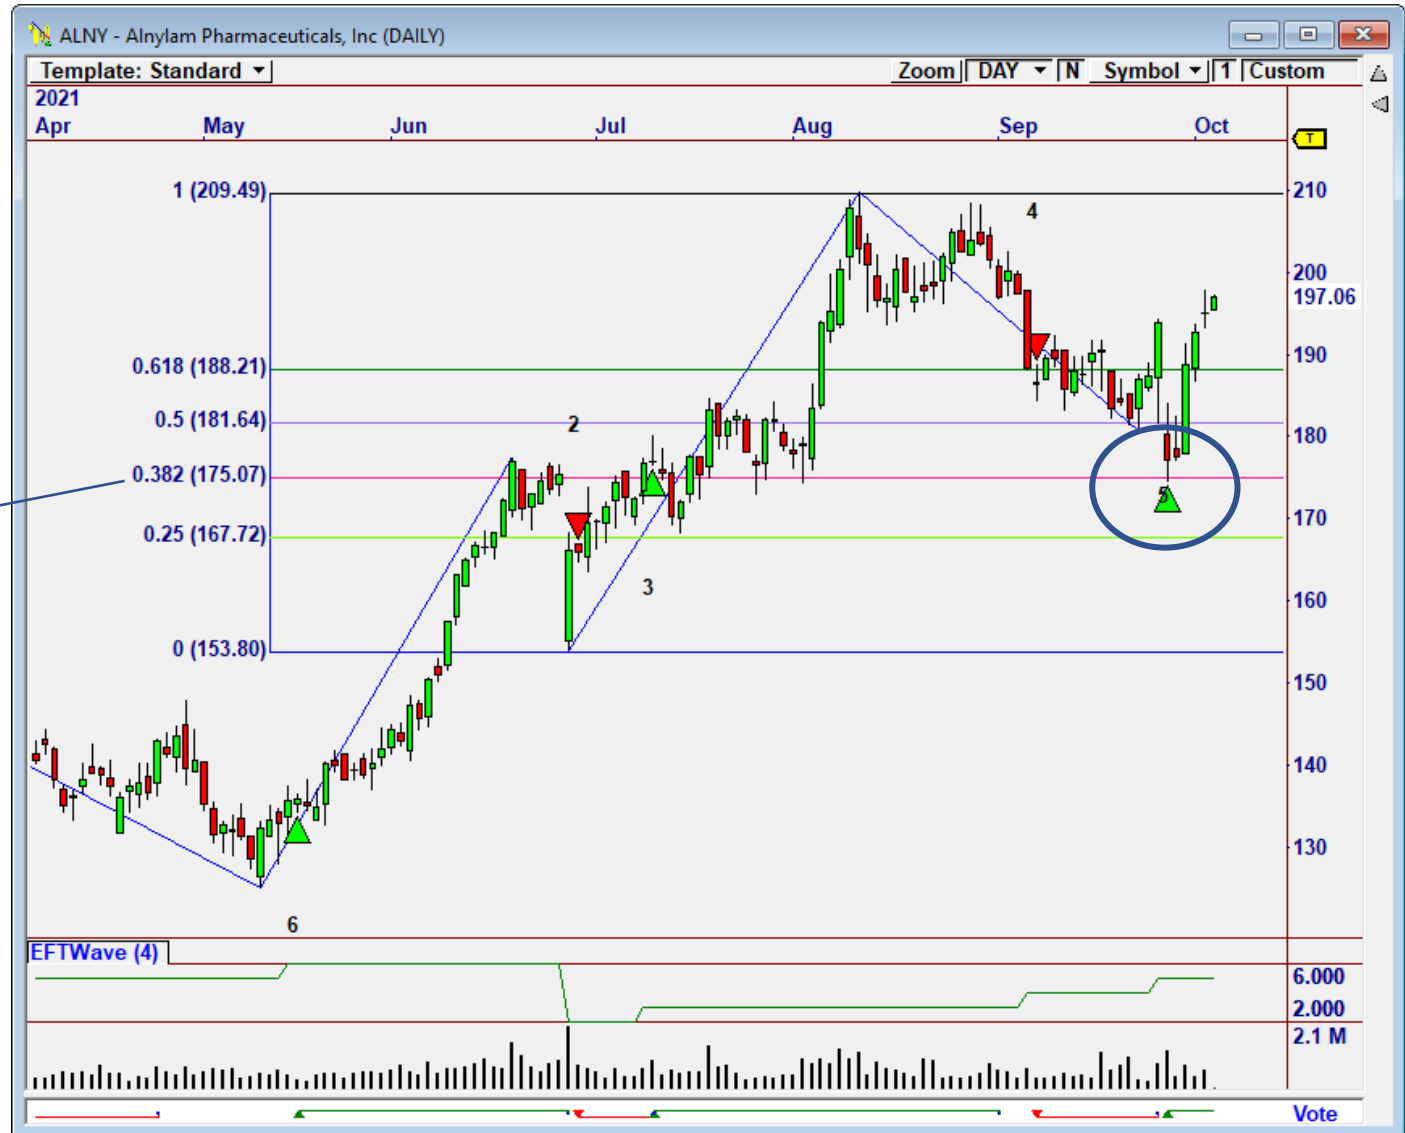 ALNY - Alnylam Pharmaceuticals, Inc (DAILY)
Template: Standard Zoom DAY N Symbol 1 Custom
2021
Apr May Jun Jul Aug Sep Oct
T
1 (209.49) 210
4
200
197.06
0.618 (188.21) 190
0.5 (181.64) 2 180
0.382 (175.07)
5
170
0.25 (167.72)
3 160
0 (153.80)
150
140
130
6
EFTWave (4)
6.000
2.000
2.1 M
Vote